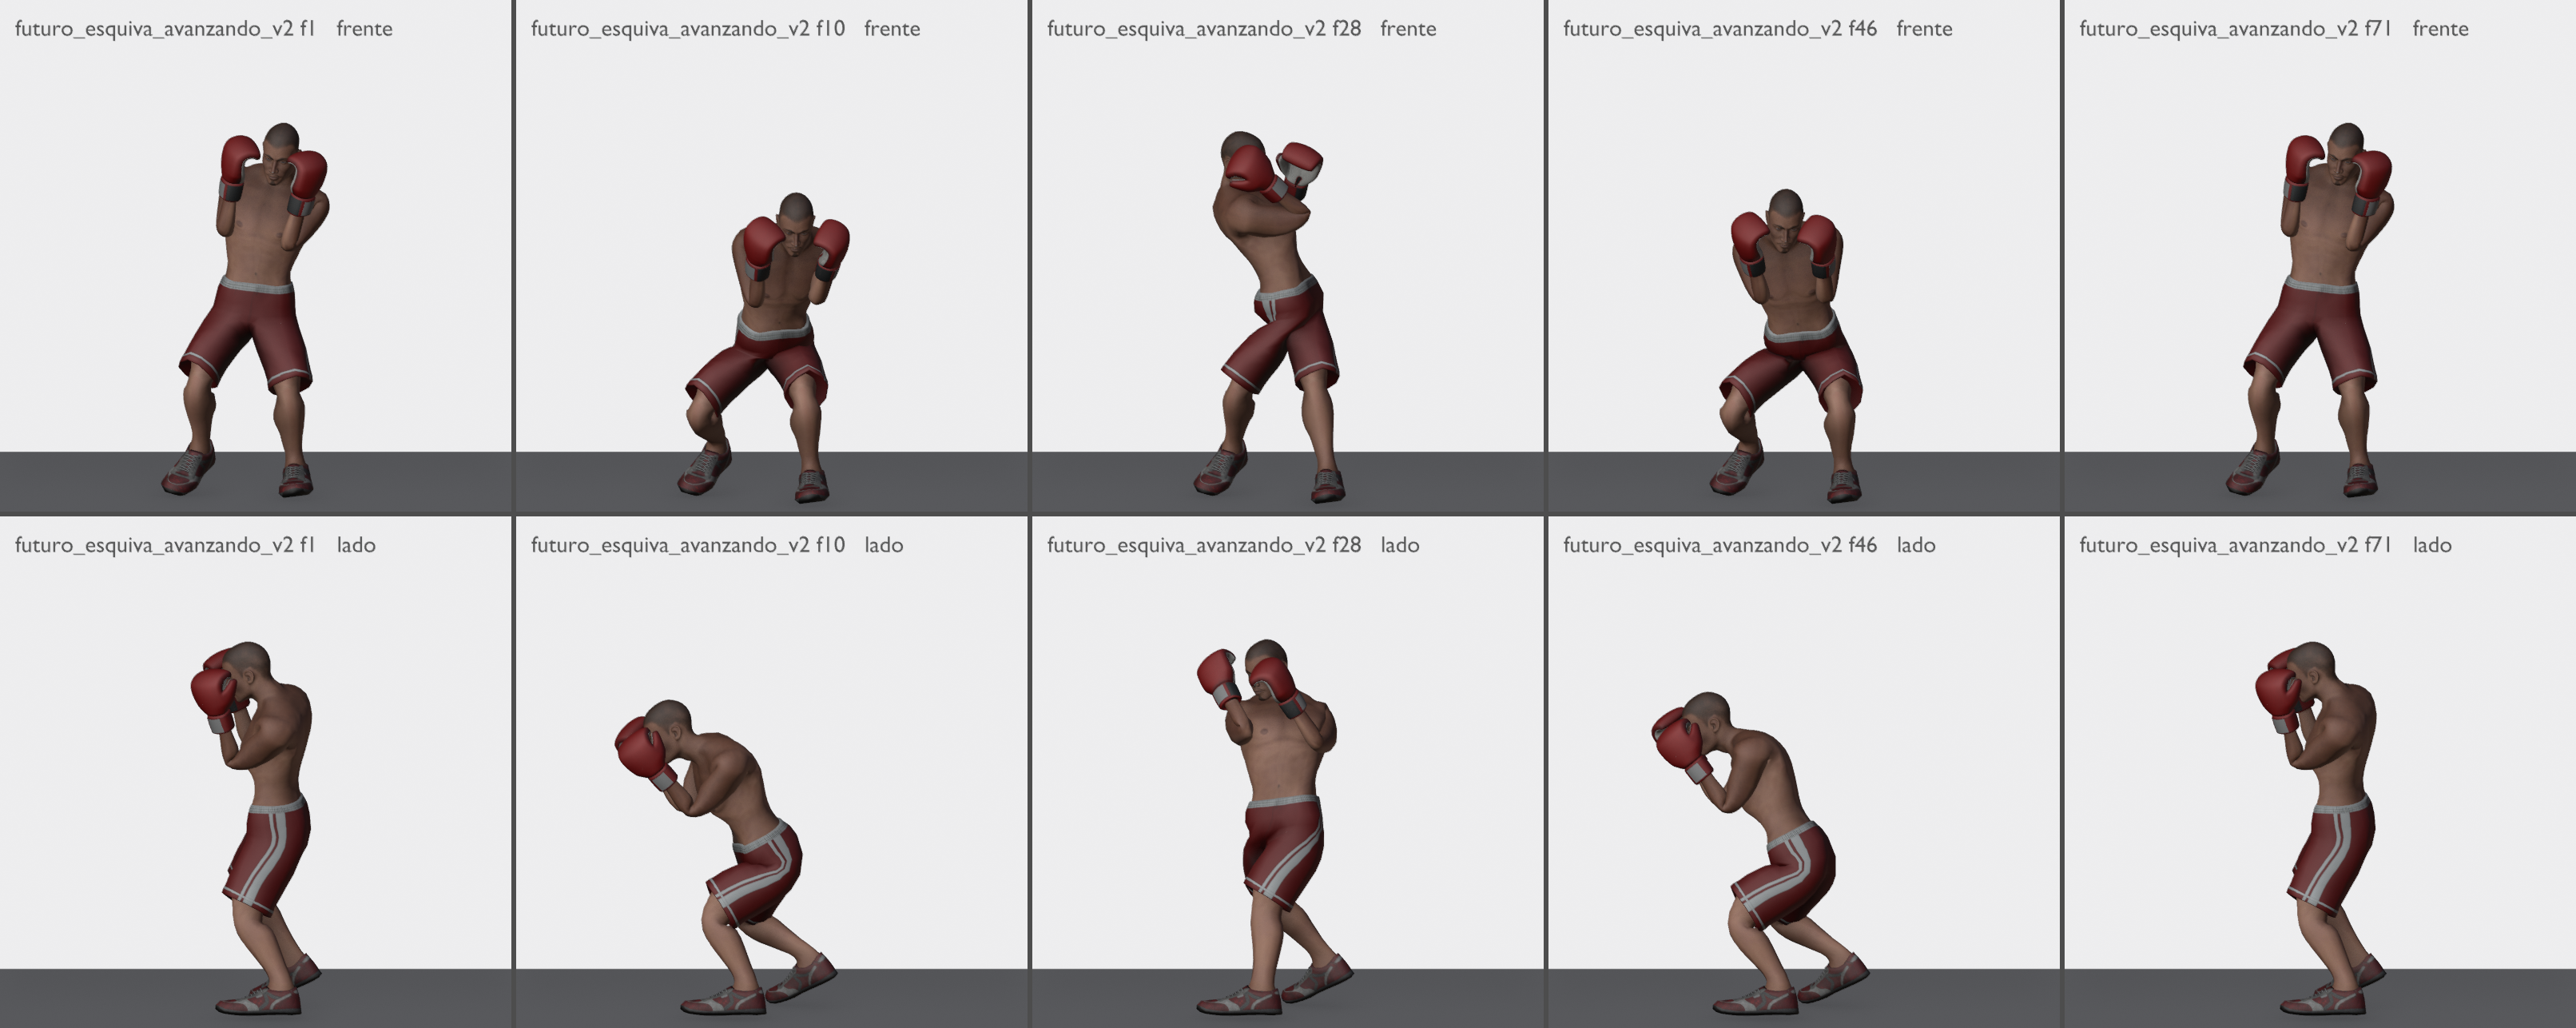 futuro_esquiva_avanzando_v2 f1 frente
futuro_esquiva_avanzando_v2 f10 frente
futuro_esquiva_avanzando_v2 f28 frente
futuro_esquiva_avanzando_v2 f46 frente
futuro_esquiva_avanzando_v2 f71 frente
futuro_esquiva_avanzando_v2 f1 lado
futuro_esquiva_avanzando_v2 f10 lado
futuro_esquiva_avanzando_v2 f28 lado
futuro_esquiva_avanzando_v2 f46 lado
futuro_esquiva_avanzando_v2 f71 lado